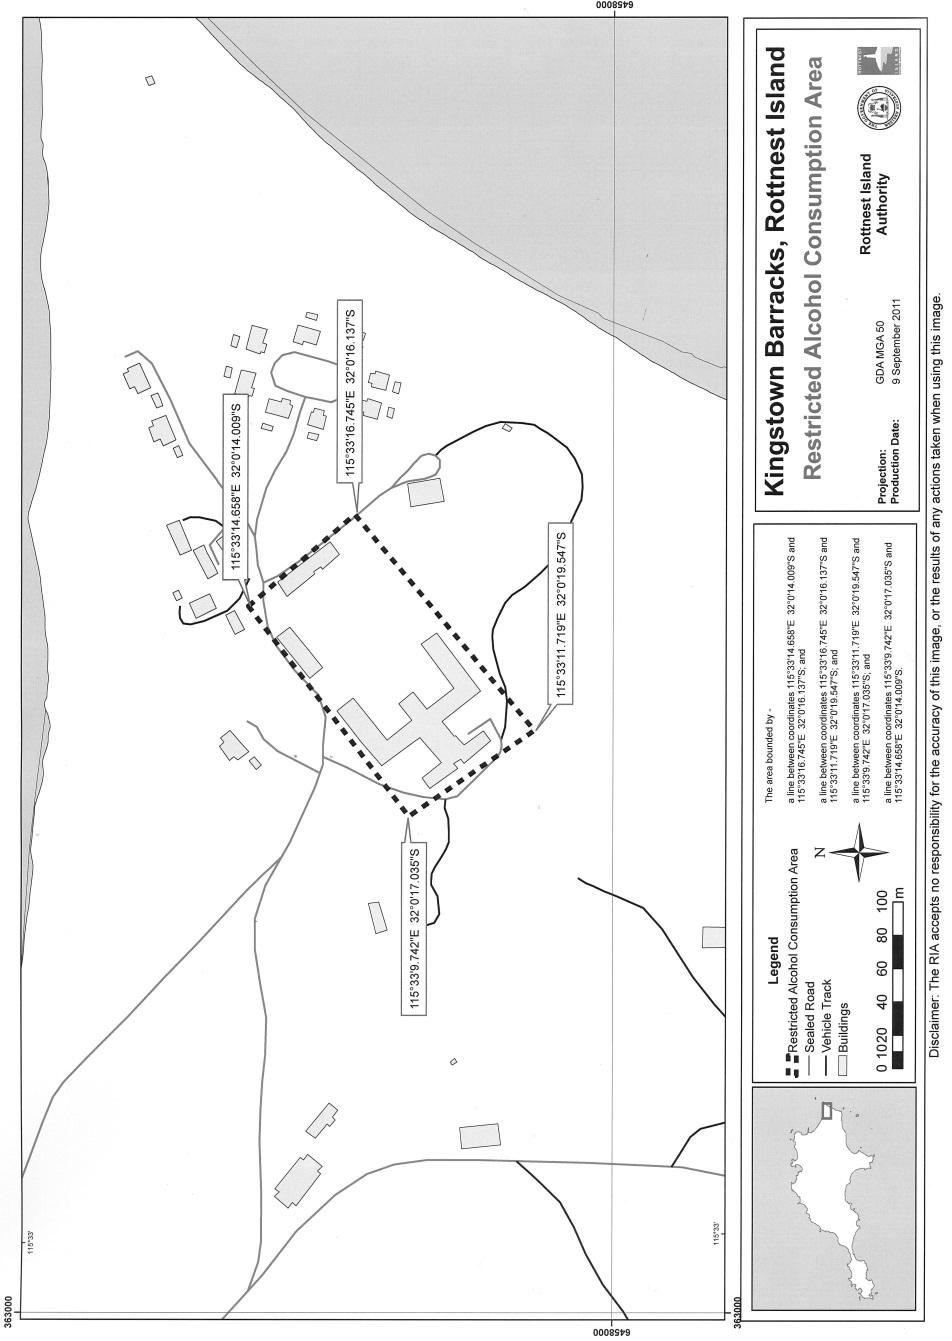 6458000
115°33'14.658"E 32°0'14.009"S
115°33'16.745"E 32°0'16.137"S
115°33'11.719"E 32°0'19.547"S
115°33'9.742"E 32°0'17.035"S
115°33'
115°33'
363000
363000
6458000
Kingstown Barracks, Rottnest Island
Restricted Alcohol Consumption Area
Rottnest Island
Authority
Projection: GDA MGA 50
Production Date: 9 September 2011
The area bounded by -
a line between coordinates 115°33'14.658"E 32°0'14.009"S and
115°33'16.745"E 32°0'16.137"S; and
a line between coordinates 115°33'16.745"E 32°0'16.137"S and
115°33'11.719"E 32°0'19.547"S; and
a line between coordinates 115°33'11.719"E 32°0'19.547"S and
115°33'9.742"E 32°0'17.035"S; and
a line between coordinates 115°33'9.742"E 32°0'17.035"S and
115°33'14.658"E 32°0'14.009"S.
Legend
Restricted Alcohol Consumption Area
Sealed Road
Vehicle Track
Buildings
N
0 10 20 40 60 80 100
m
Disclaimer: The RIA accepts no responsibility for the accuracy of this image, or the results of any actions taken when using this image.